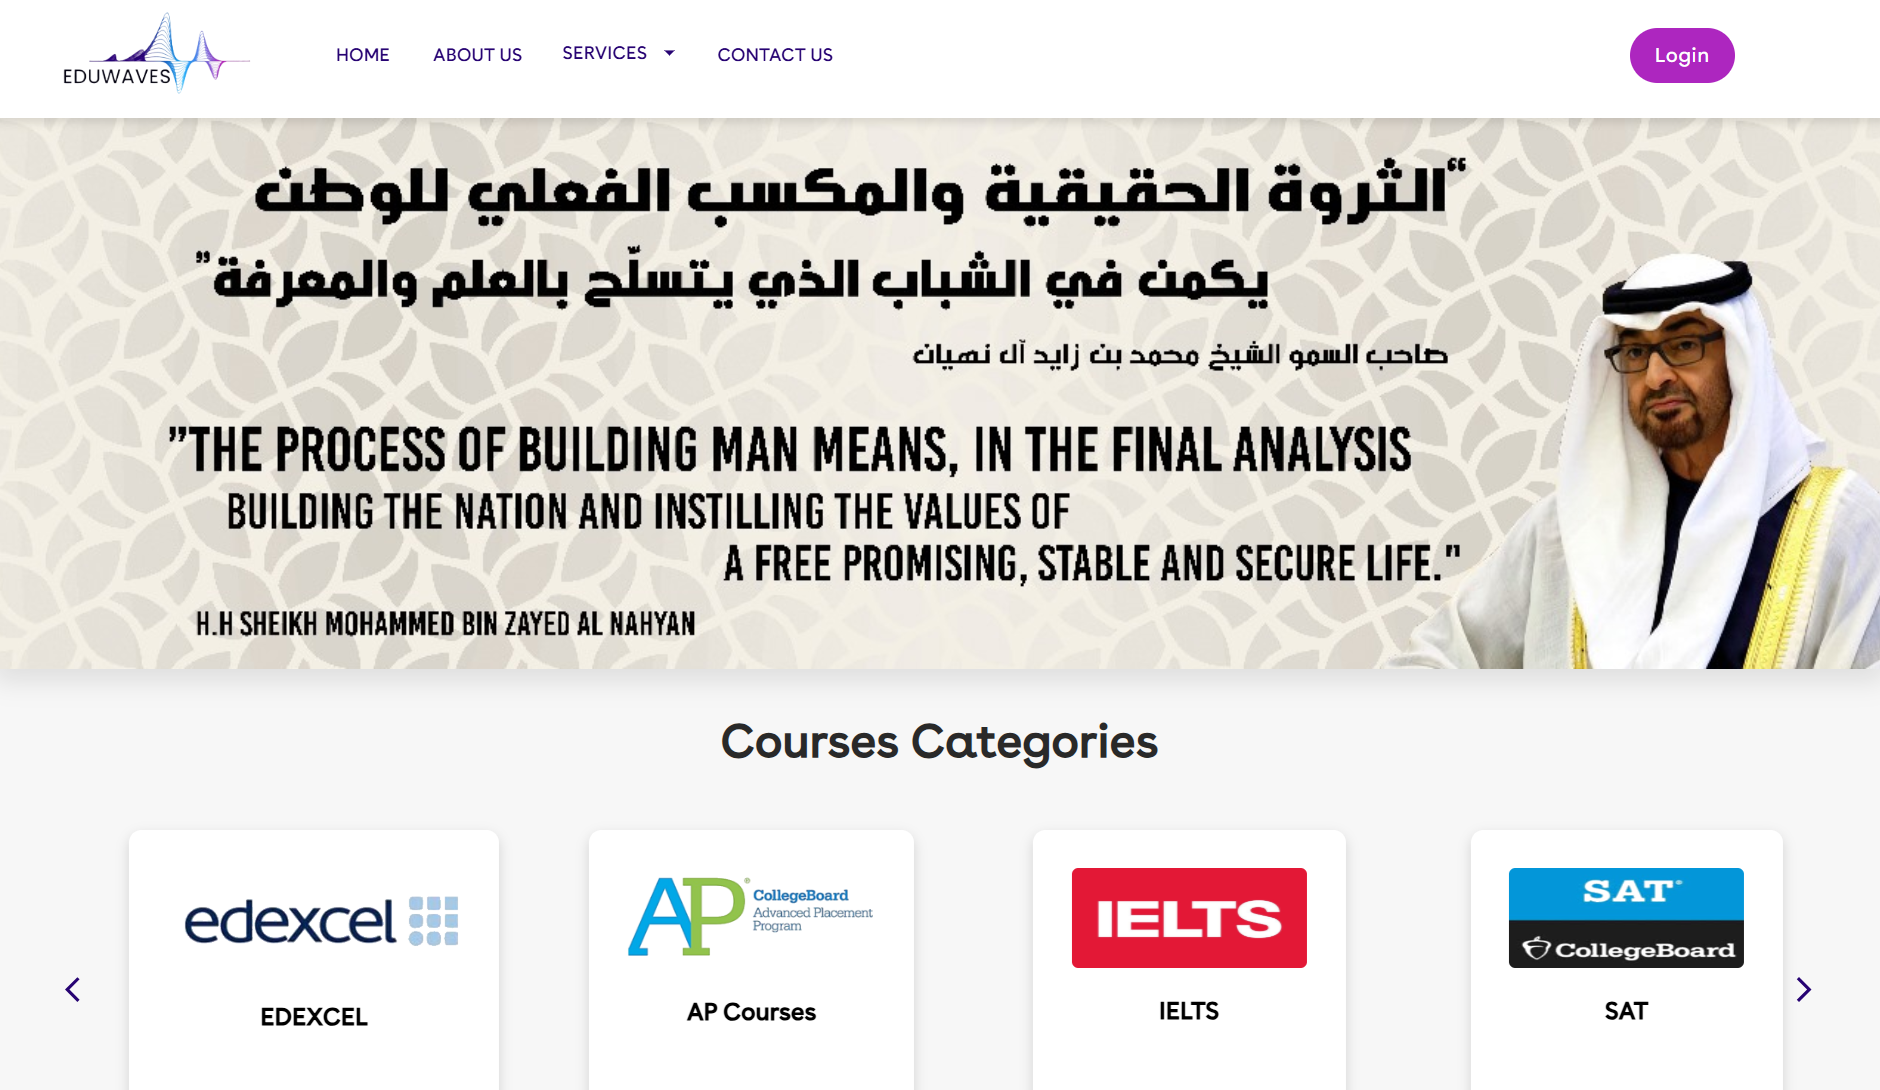 EDUWAVES
HOME
ABOUT US
SERVICES
CONTACT US
Login
“الثروة الحقيقية والمكسب الفعلي للوطن
يكمن في الشباب الذي يتسلّح بالعلم والمعرفة”
صاحب السمو الشيخ محمد بن زايد آل نهيان
”THE PROCESS OF BUILDING MAN MEANS, IN THE FINAL ANALYSIS
BUILDING THE NATION AND INSTILLING THE VALUES OF
A FREE PROMISING, STABLE AND SECURE LIFE."
H.H SHEIKH MOHAMMED BIN ZAYED AL NAHYAN
Courses Categories
edexcel
EDEXCEL
AP®
CollegeBoard
Advanced Placement
Program
AP Courses
IELTS
IELTS
SAT®
CollegeBoard
SAT